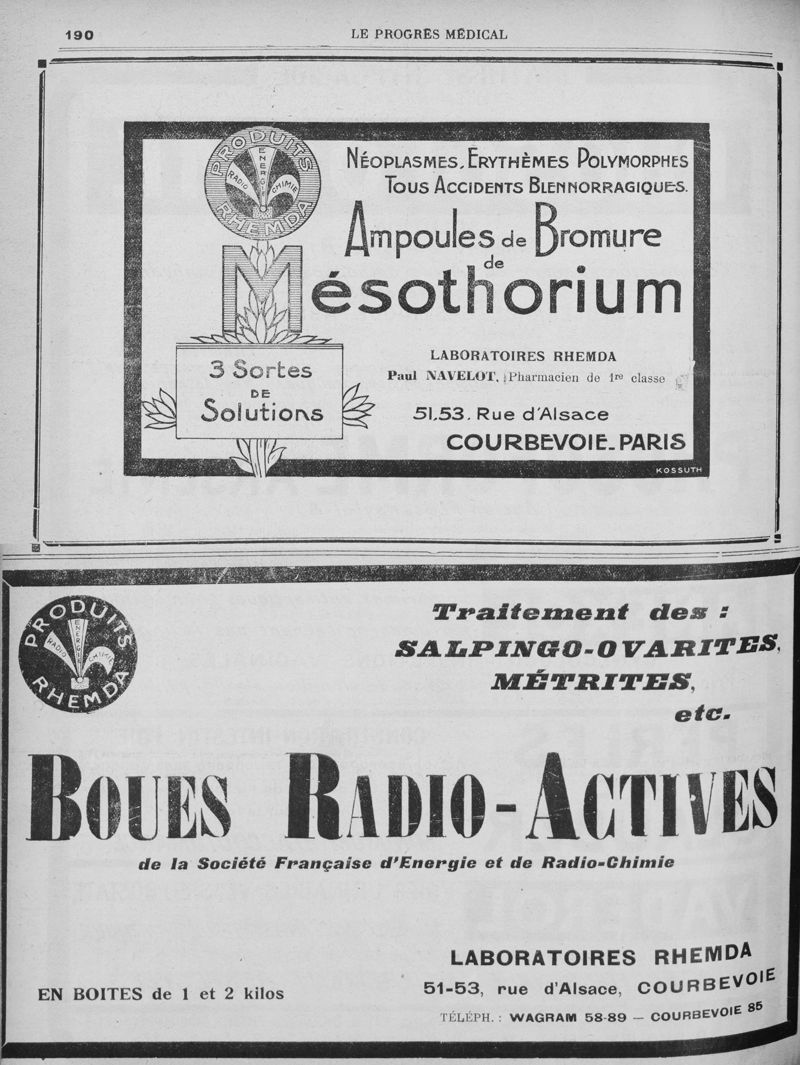 190
LE PROGRÈS MÉDICAL
PRODUITS
RADIO ENERGIE CHIMIE
RHEMDA
NÉOPLASMES, ERYTHÈMES POLYMORPHES
TOUS ACCIDENTS BLENNORRAGIQUES.
Ampoules de Bromure
de
Mésothorium
3 Sortes
DE
Solutions
LABORATOIRES RHEMDA
Paul NAVELOT, Pharmacien de 1re classe
51,53. Rue d'Alsace
COURBEVOIE-PARIS
KOSSUTH
PRODUITS
RADIO ENERGIE CHIMIE
RHEMDA
Traitement des :
SALPINGO-OVARITES,
MÉTRITES,
etc.
BOUES RADIO-ACTIVES
de la Société Française d'Energie et de Radio-Chimie
EN BOITES de 1 et 2 kilos
LABORATOIRES RHEMDA
51-53, rue d'Alsace, COURBEVOIE
TÉLÉPH. : WAGRAM 58-89 — COURBEVOIE 85